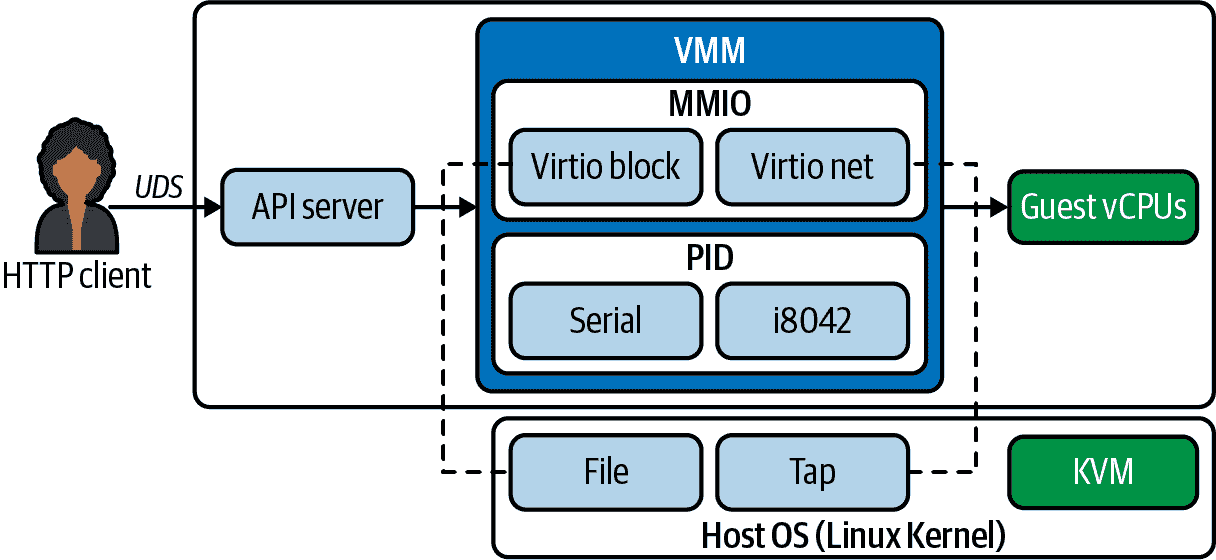 HTTP client
UDS
API server
VMM
MMIO
Virtio block
Virtio net
PID
Serial
i8042
Guest vCPUs
File
Tap
KVM
Host OS (Linux Kernel)